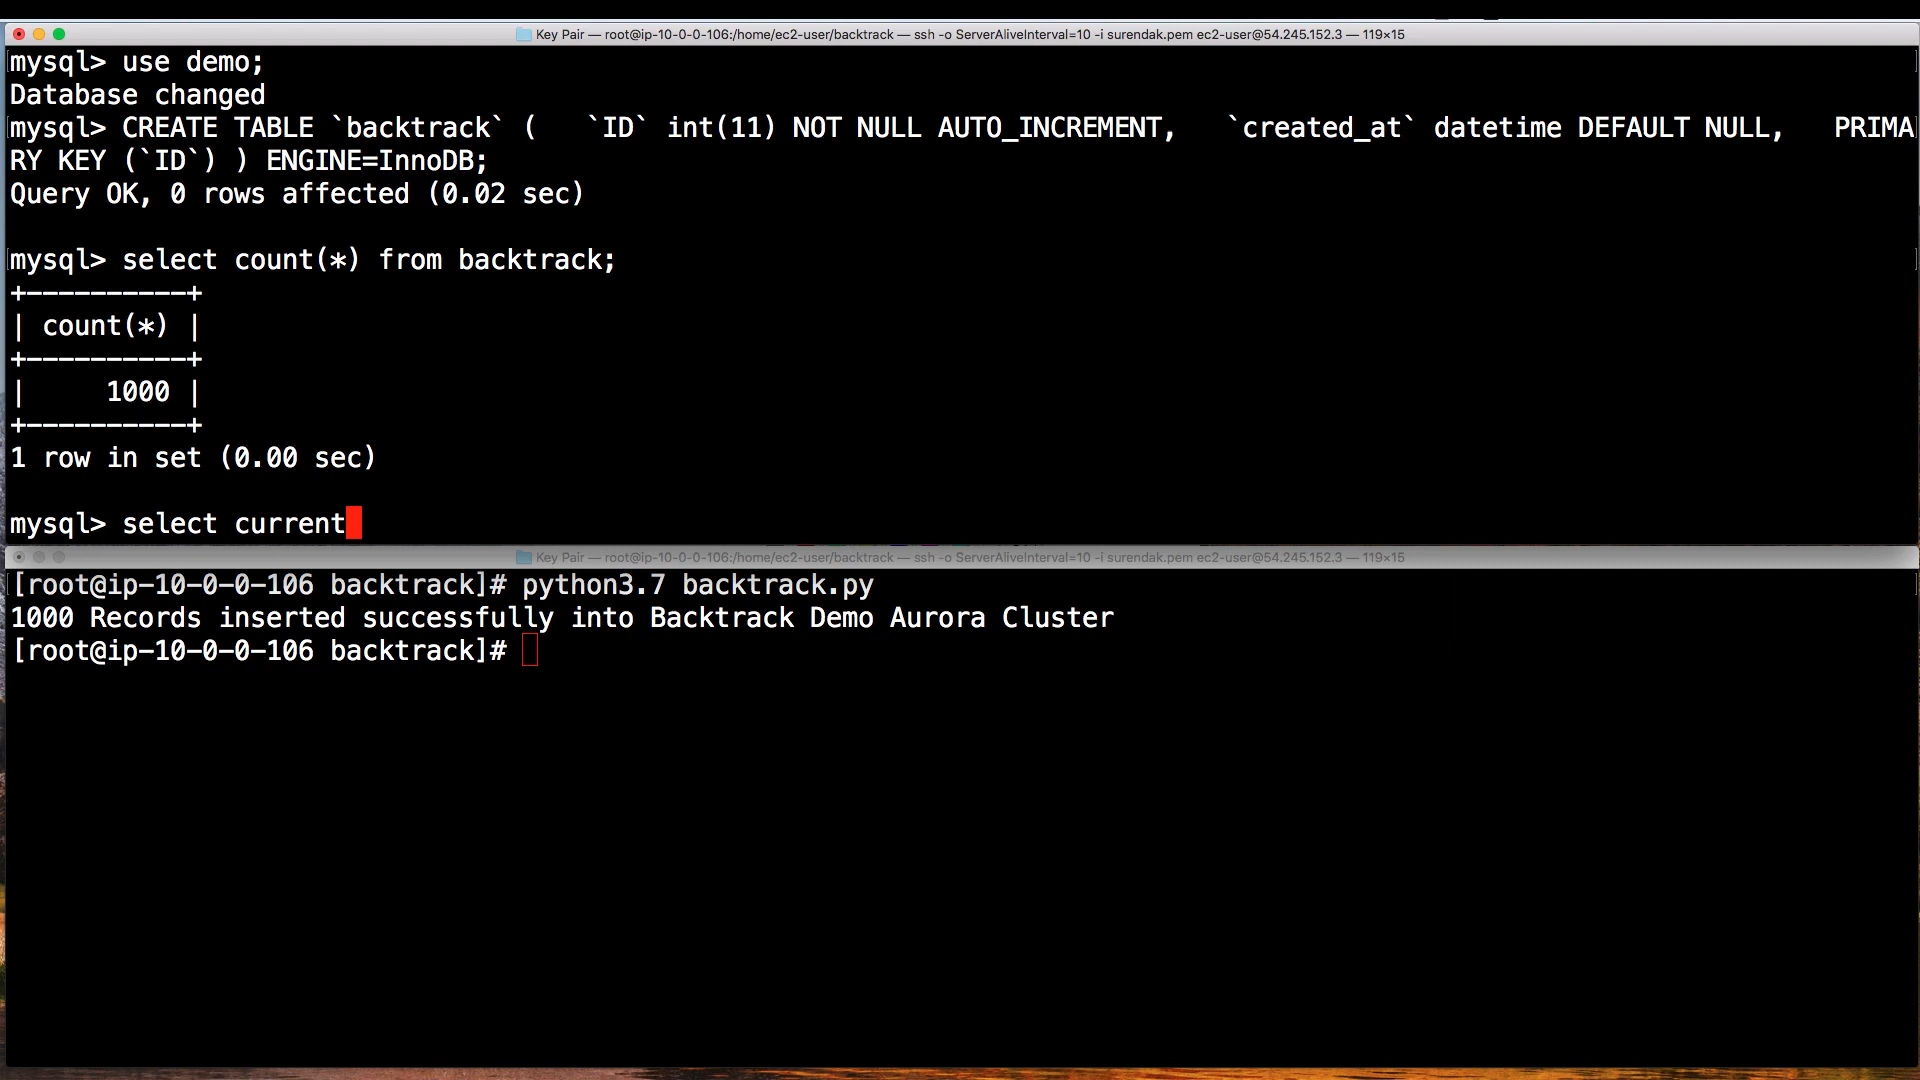 Key Pair — root@ip-10-0-0-106:/home/ec2-user/backtrack — ssh -o ServerAliveInterval=10 -i surendak.pem ec2-user@54.245.152.3 — 119×15
mysql> use demo;
Database changed
mysql> CREATE TABLE `backtrack` (   `ID` int(11) NOT NULL AUTO_INCREMENT,   `created_at` datetime DEFAULT NULL,   PRIMA
RY KEY (`ID`) ) ENGINE=InnoDB;
Query OK, 0 rows affected (0.02 sec)
mysql> select count(*) from backtrack;
+----------+
| count(*) |
+----------+
|     1000 |
+----------+
1 row in set (0.00 sec)
mysql> select current
Key Pair — root@ip-10-0-0-106:/home/ec2-user/backtrack — ssh -o ServerAliveInterval=10 -i surendak.pem ec2-user@54.245.152.3 — 119×15
[root@ip-10-0-0-106 backtrack]# python3.7 backtrack.py
1000 Records inserted successfully into Backtrack Demo Aurora Cluster
[root@ip-10-0-0-106 backtrack]#